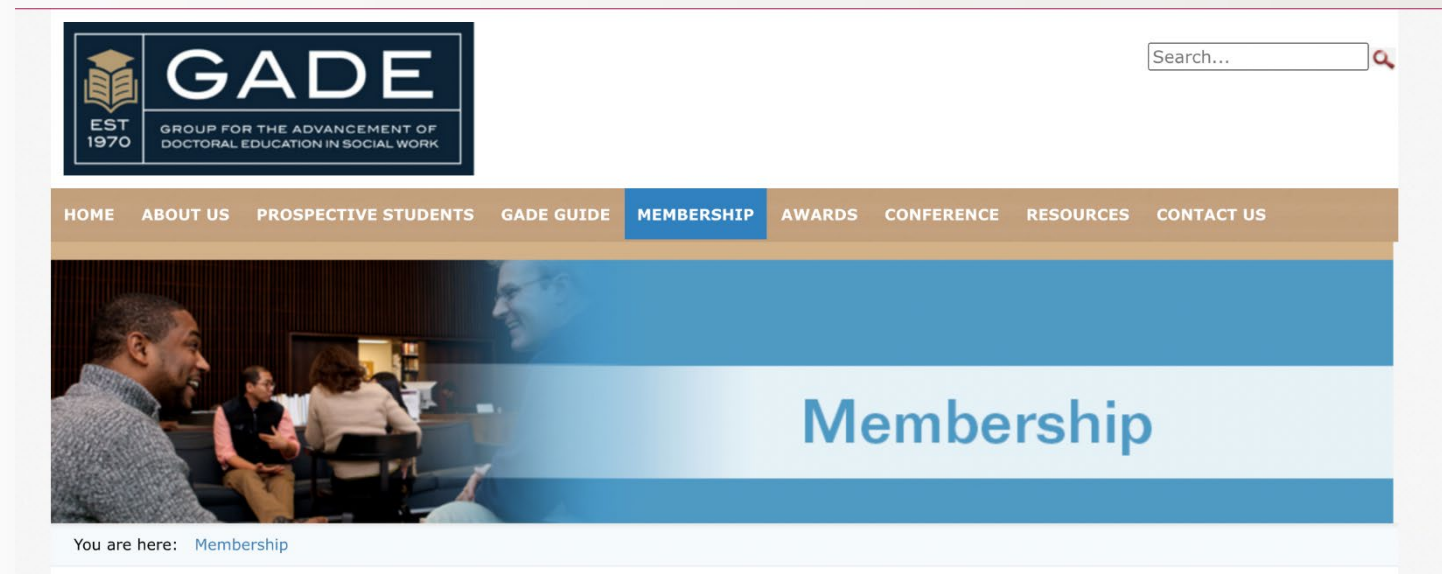 GADE
EST
1970
GROUP FOR THE ADVANCEMENT OF
DOCTORAL EDUCATION IN SOCIAL WORK
Search...
HOME ABOUT US PROSPECTIVE STUDENTS GADE GUIDE MEMBERSHIP AWARDS CONFERENCE RESOURCES CONTACT US
Membership
You are here: Membership